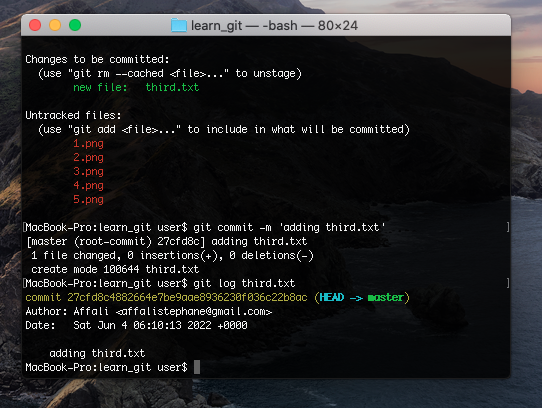 learn_git — -bash — 80×24
Changes to be committed:
(use "git rm --cached <file>..." to unstage)
new file:   third.txt
Untracked files:
(use "git add <file>..." to include in what will be committed)
1.png
2.png
3.png
4.png
5.png
[MacBook-Pro:learn_git user$ git commit -m 'adding third.txt' ]
[master (root-commit) 27cfd8c] adding third.txt
1 file changed, 0 insertions(+), 0 deletions(-)
create mode 100644 third.txt
[MacBook-Pro:learn_git user$ git log third.txt ]
commit 27cfd8c4882664e7be9aae8936230f036c22b8ac (HEAD -> master)
Author: Affali <affalistephane@gmail.com>
Date:   Sat Jun 4 06:10:13 2022 +0000
adding third.txt
MacBook-Pro:learn_git user$